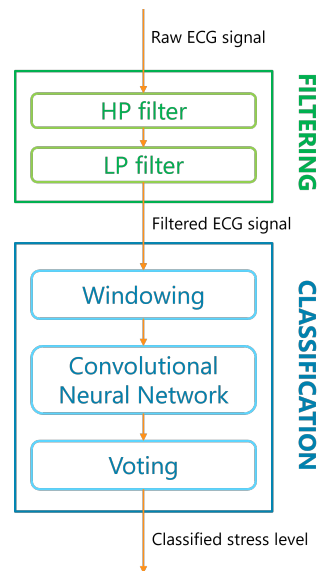 Raw ECG signal
FILTERING
HP filter
LP filter
Filtered ECG signal
CLASSIFICATION
Windowing
Convolutional
Neural Network
Voting
Classified stress level